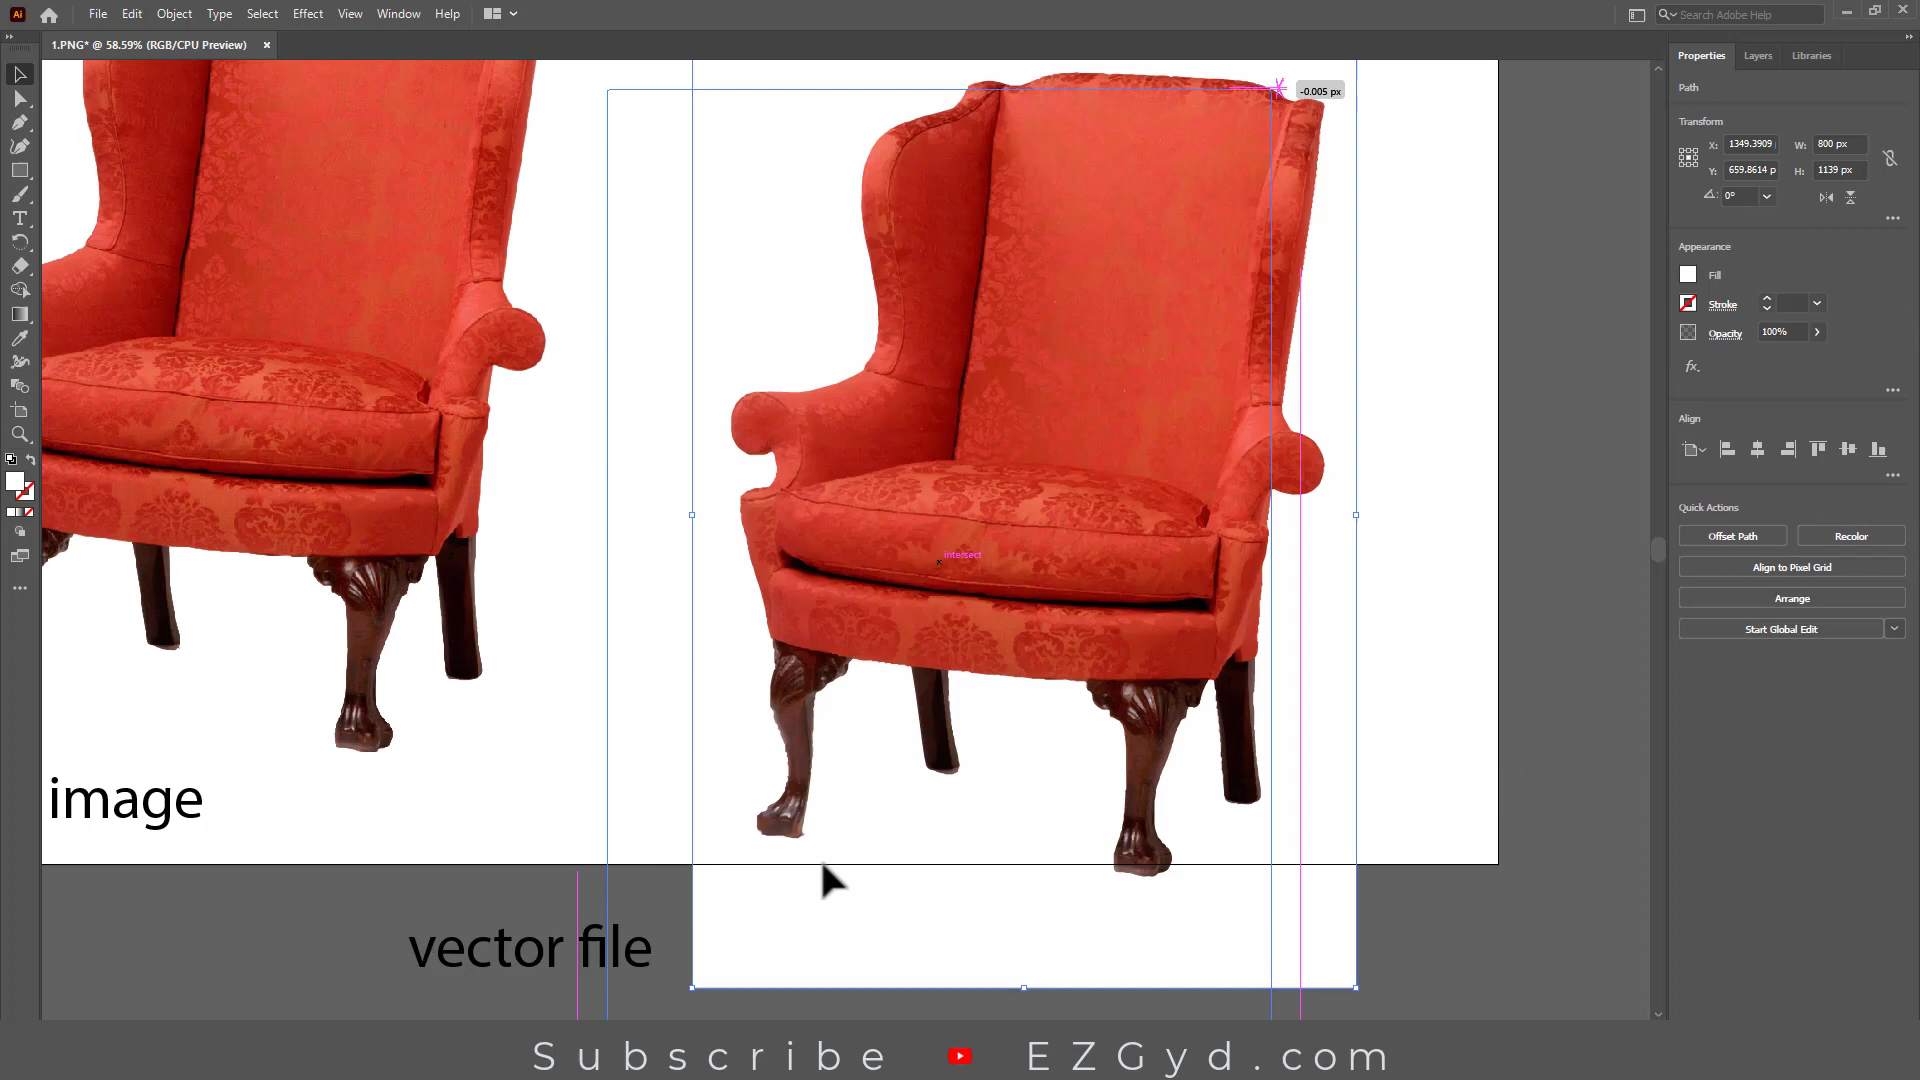 Ai File Edit Object Type Select Effect View Window Help Search Adobe Help
1.PNG* @ 58.59% (RGB/CPU Preview) ×
Properties Layers Libraries
Path
Transform
X: 1349.3909 W: 800 px
Y: 659.8614 p H: 1139 px
0°
Appearance
Fill
Stroke
Opacity 100%
fx.
Align
Quick Actions
Offset Path Recolor
Align to Pixel Grid
Arrange
Start Global Edit
-0.005 px
intersect
image
vector file
Subscribe EZGyd.com